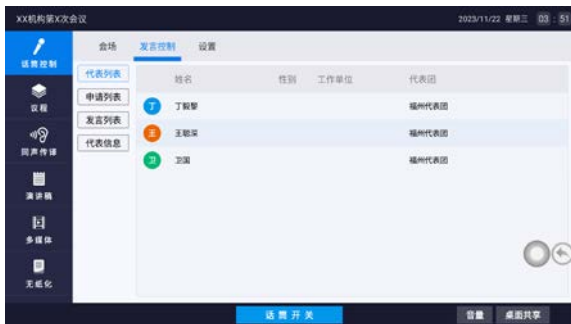 XX机构第X次会议
2023/11/22 星期三 03 : 51
话筒控制
议程
同声传译
演讲稿
多媒体
无纸化
会场 发言控制 设置
代表列表
申请列表
发言列表
代表信息
姓名 性别 工作单位 代表团
丁 福州代表团
王 福州代表团
卫 卫国 福州代表团
话筒开关
音量 桌面共享